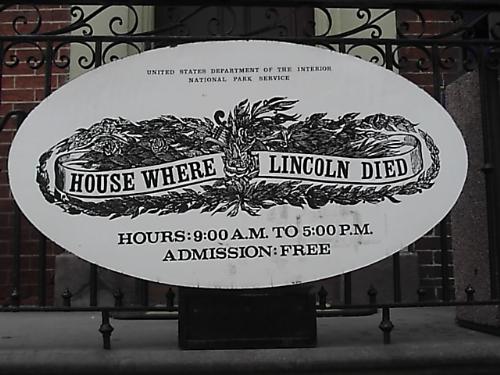 UNITED STATES DEPARTMENT OF THE INTERIOR
NATIONAL PARK SERVICE
HOUSE WHERE LINCOLN DIED
HOURS: 9:00 A.M. TO 5:00 P.M.
ADMISSION: FREE